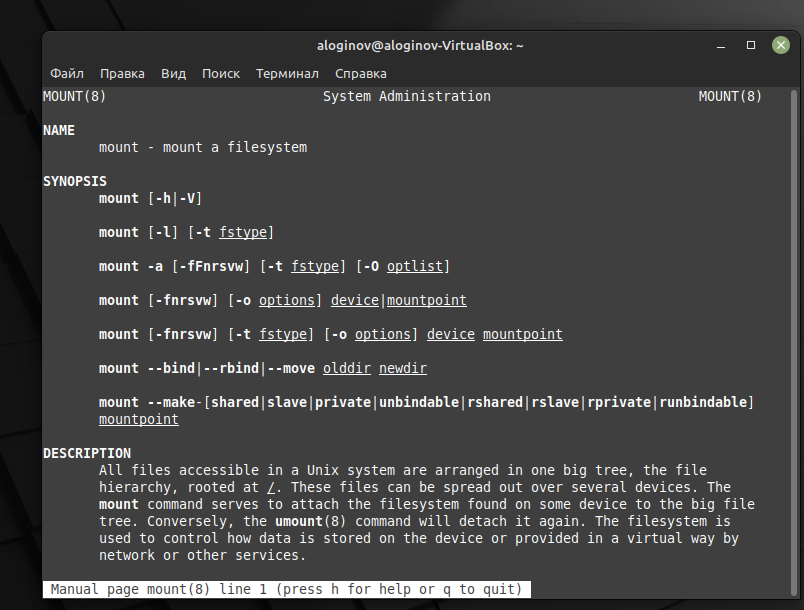 aloginov@aloginov-VirtualBox: ~
Файл Правка Вид Поиск Терминал Справка
MOUNT(8) System Administration MOUNT(8)
NAME
mount - mount a filesystem
SYNOPSIS
mount [-h|-V]
mount [-l] [-t fstype]
mount -a [-fFnrsvw] [-t fstype] [-O optlist]
mount [-fnrsvw] [-o options] device|mountpoint
mount [-fnrsvw] [-t fstype] [-o options] device mountpoint
mount --bind|--rbind|--move olddir newdir
mount --make-[shared|slave|private|unbindable|rshared|rslave|rprivate|runbindable]
mountpoint
DESCRIPTION
All files accessible in a Unix system are arranged in one big tree, the file
hierarchy, rooted at /. These files can be spread out over several devices. The
mount command serves to attach the filesystem found on some device to the big file
tree. Conversely, the umount(8) command will detach it again. The filesystem is
used to control how data is stored on the device or provided in a virtual way by
network or other services.
Manual page mount(8) line 1 (press h for help or q to quit)